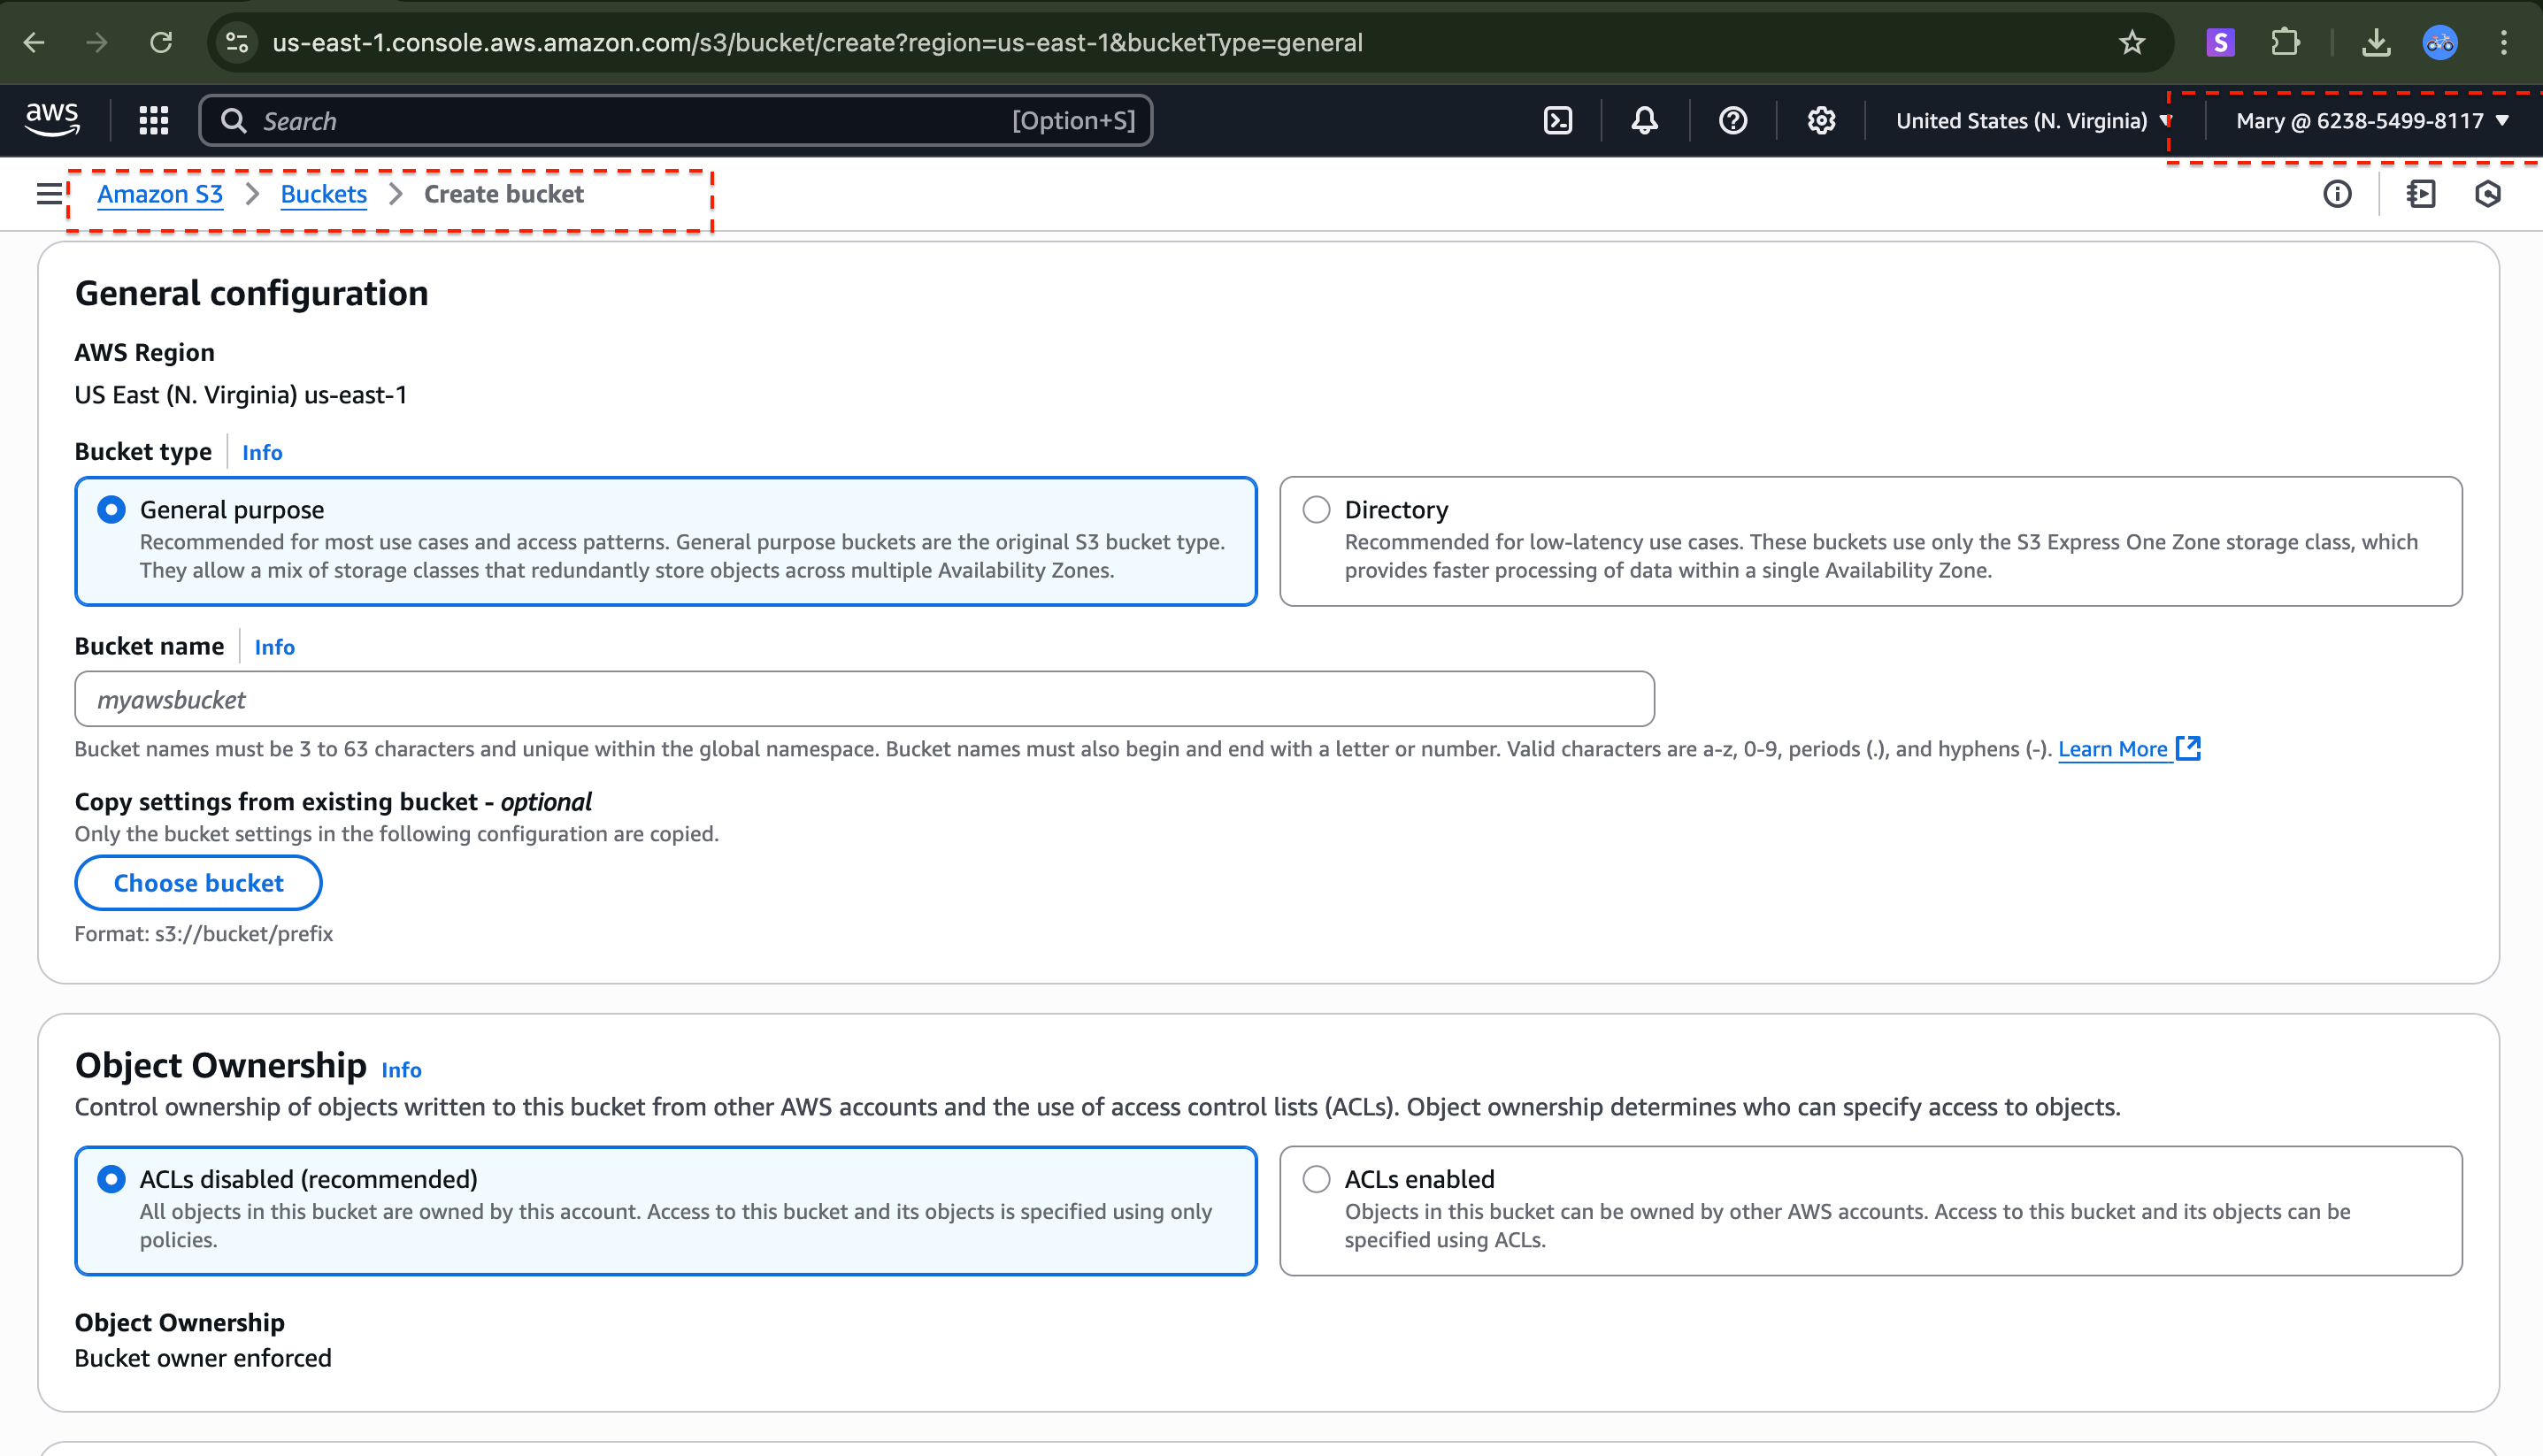 us-east-1.console.aws.amazon.com/s3/bucket/create?region=us-east-1&bucketType=general
S
aws
Search
[Option+S]
United States (N. Virginia)
Mary @ 6238-5499-8117
Amazon S3
Buckets
Create bucket
General configuration
AWS Region
US East (N. Virginia) us-east-1
Bucket type
Info
General purpose
Recommended for most use cases and access patterns. General purpose buckets are the original S3 bucket type.
They allow a mix of storage classes that redundantly store objects across multiple Availability Zones.
Directory
Recommended for low-latency use cases. These buckets use only the S3 Express One Zone storage class, which
provides faster processing of data within a single Availability Zone.
Bucket name
Info
myawsbucket
Bucket names must be 3 to 63 characters and unique within the global namespace. Bucket names must also begin and end with a letter or number. Valid characters are a-z, 0-9, periods (.), and hyphens (-). Learn More
Copy settings from existing bucket - optional
Only the bucket settings in the following configuration are copied.
Choose bucket
Format: s3://bucket/prefix
Object Ownership
Info
Control ownership of objects written to this bucket from other AWS accounts and the use of access control lists (ACLs). Object ownership determines who can specify access to objects.
ACLs disabled (recommended)
All objects in this bucket are owned by this account. Access to this bucket and its objects is specified using only
policies.
ACLs enabled
Objects in this bucket can be owned by other AWS accounts. Access to this bucket and its objects can be
specified using ACLs.
Object Ownership
Bucket owner enforced